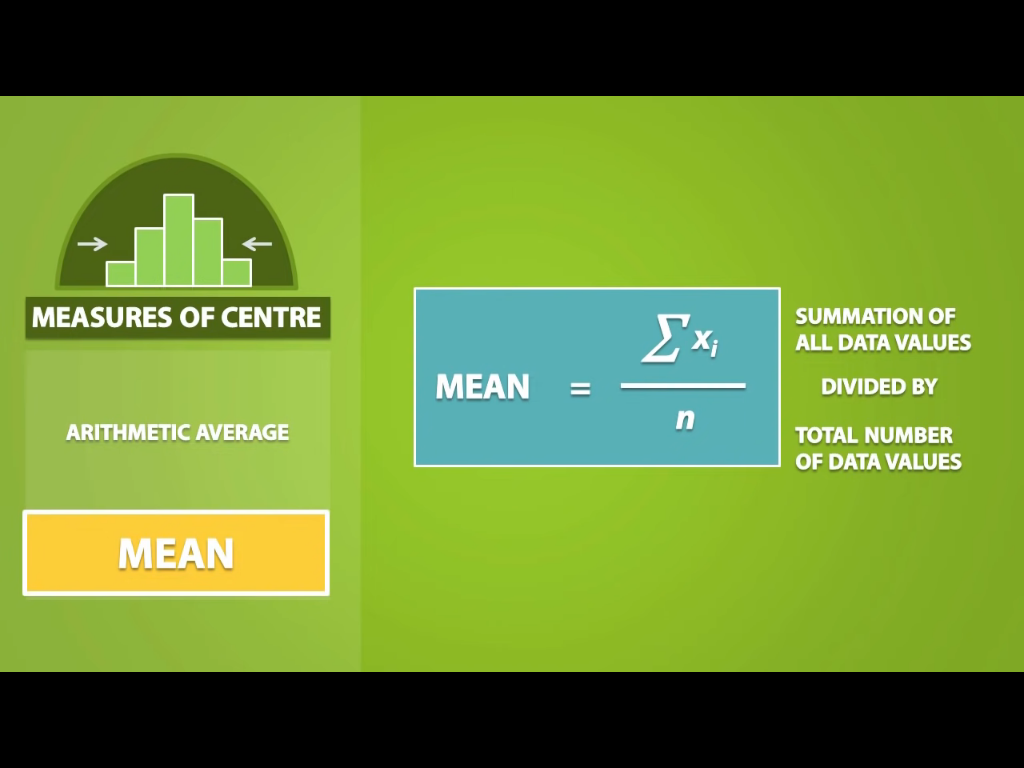 MEASURES OF CENTRE
ARITHMETIC AVERAGE
MEAN
MEAN = ∑ xᵢ / n
SUMMATION OF
ALL DATA VALUES
DIVIDED BY
TOTAL NUMBER
OF DATA VALUES